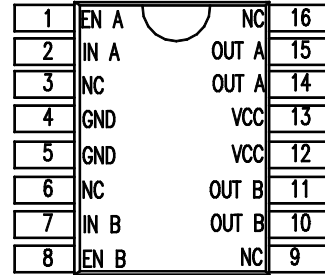 1 EN A NC 16
2 IN A OUT A 15
3 NC OUT A 14
4 GND VCC 13
5 GND VCC 12
6 NC OUT B 11
7 IN B OUT B 10
8 EN B NC 9